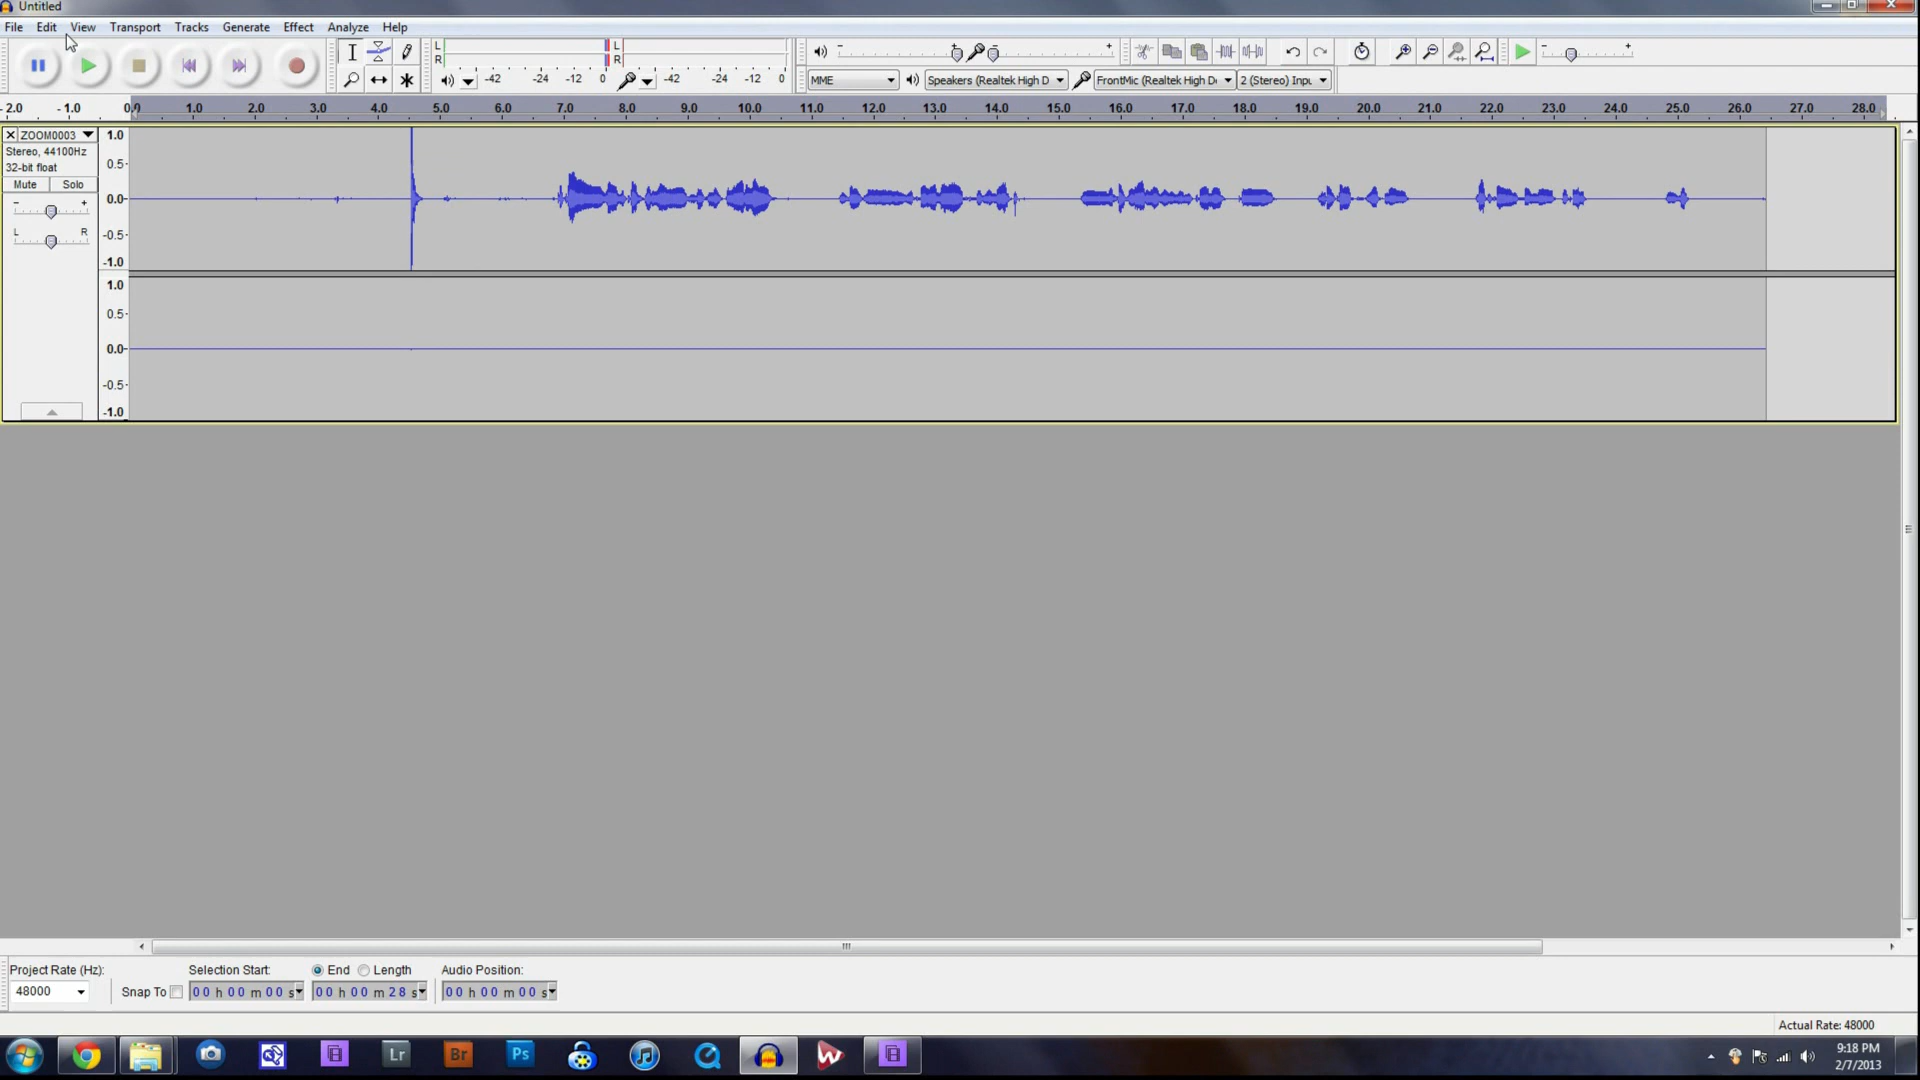 Untitled
File Edit View Transport Tracks Generate Effect Analyze Help
L L
R R
-42 -24 -12 0 -42 -24 -12 0
MME Speakers (Realtek High D FrontMic (Realtek High De 2 (Stereo) Inpu
- 2.0 - 1.0 0.0 1.0 2.0 3.0 4.0 5.0 6.0 7.0 8.0 9.0 10.0 11.0 12.0 13.0 14.0 15.0 16.0 17.0 18.0 19.0 20.0 21.0 22.0 23.0 24.0 25.0 26.0 27.0 28.0
ZOOM0003
Stereo, 44100Hz
32-bit float
Mute Solo
- +
L R
1.0
0.5-
0.0-
-0.5-
-1.0
1.0
0.5-
0.0-
-0.5-
-1.0
Project Rate (Hz): Selection Start: End Length Audio Position:
48000 Snap To 00 h 00 m 00 s 00 h 00 m 28 s 00 h 00 m 00 s
Actual Rate: 48000
Lr Br Ps
9:18 PM
2/7/2013